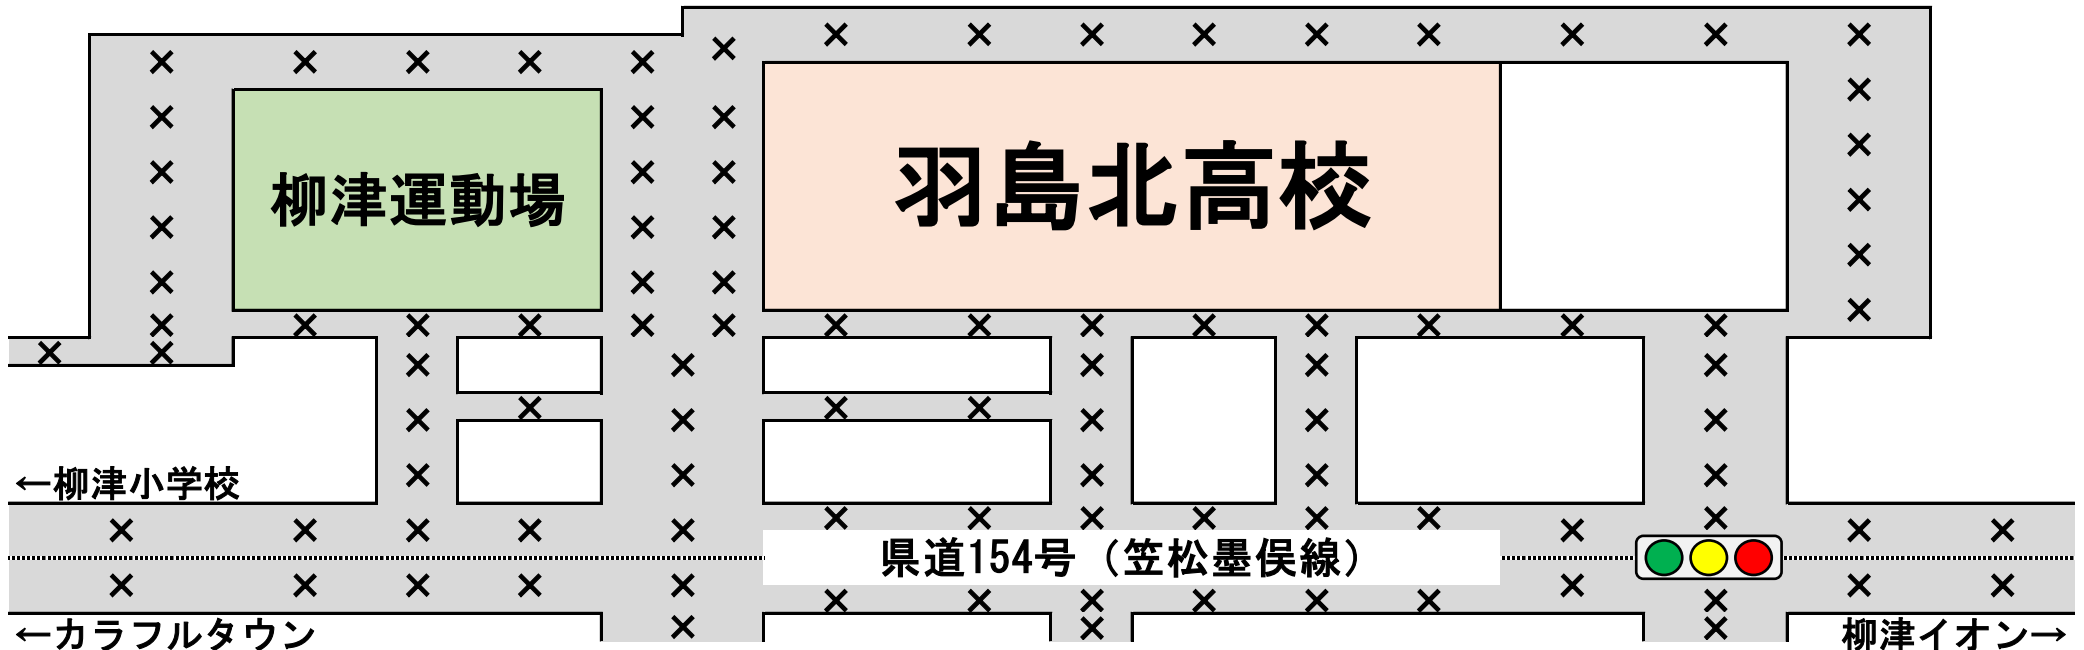 柳津運動場
羽島北高校
←柳津小学校
県道154号（笠松墨俣線）
←カラフルタウン
柳津イオン→